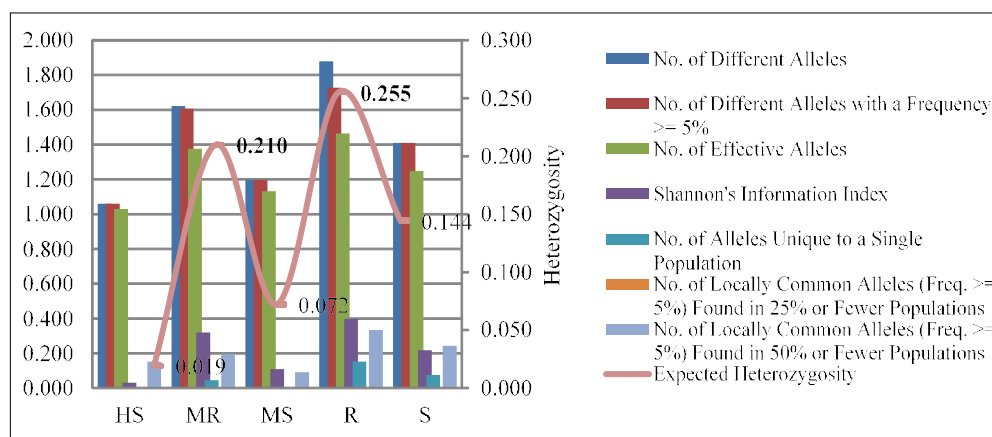 2.000
1.800
1.600
1.400
1.200
1.000
0.800
0.600
0.400
0.200
0.000
0.019
0.210
0.072
0.255
0.144
HS MR MS R S
0.300
0.250
0.200
0.150
0.100
0.050
0.000
Heterozygosity
No. of Different Alleles
No. of Different Alleles with a Frequency
>= 5%
No. of Effective Alleles
Shannon's Information Index
No. of Alleles Unique to a Single
Population
No. of Locally Common Alleles (Freq. >=
5%) Found in 25% or Fewer Populations
No. of Locally Common Alleles (Freq. >=
5%) Found in 50% or Fewer Populations
Expected Heterozygosity